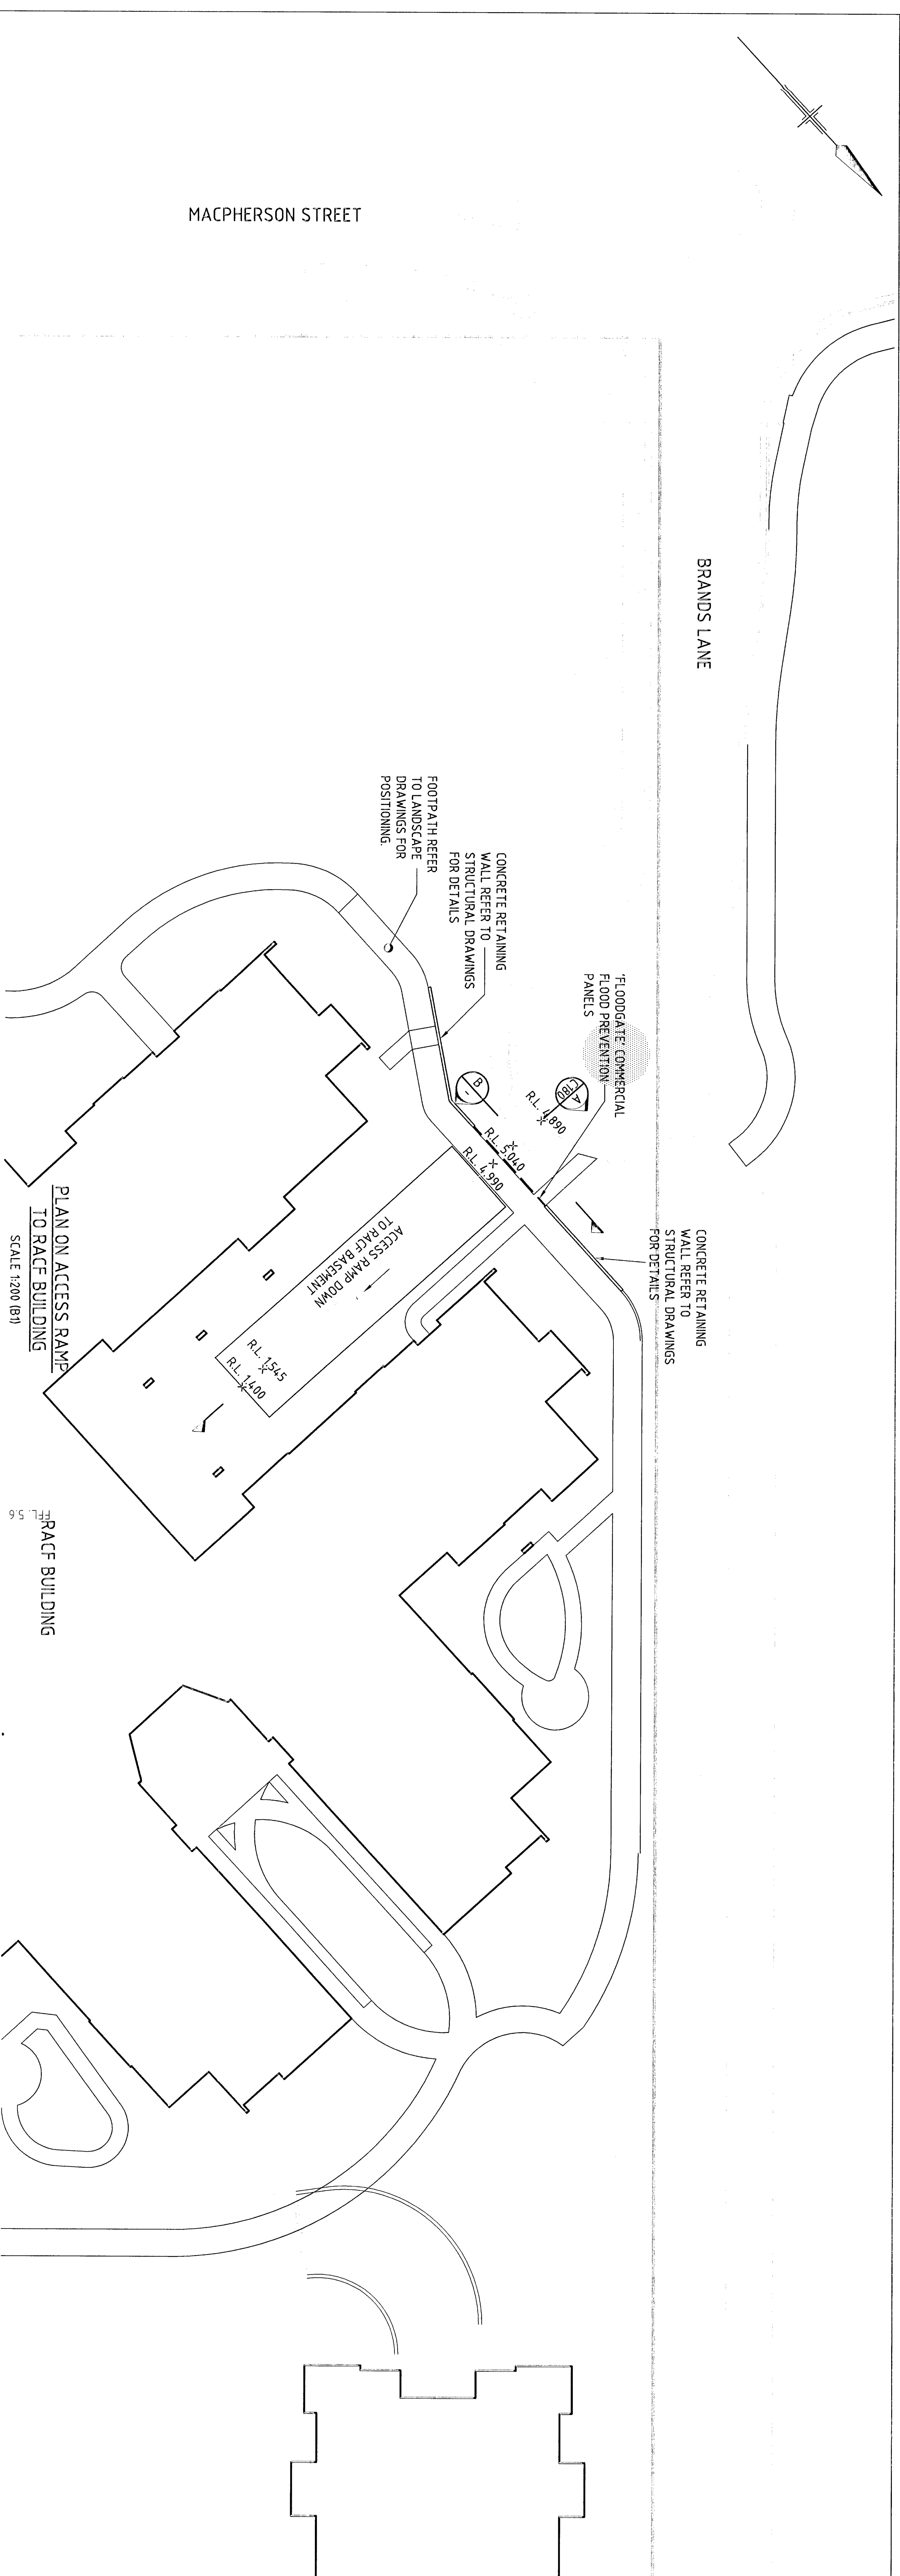 MACPHERSON STREET
BRANDS LANE
FOOTPATH REFER
TO LANDSCAPE
DRAWINGS FOR
POSITIONING.
CONCRETE RETAINING
WALL REFER TO
STRUCTURAL DRAWINGS
FOR DETAILS
'FLOODGATE' COMMERCIAL
FLOOD PREVENTION
PANELS
B
-
A
C180
R.L. 4.890
R.L. 5.040
R.L. 4.990
CONCRETE RETAINING
WALL REFER TO
STRUCTURAL DRAWINGS
FOR DETAILS
ACCESS RAMP DOWN
TO RACF BASEMENT
R.L. 1.545
R.L. 1.400
PLAN ON ACCESS RAMP
TO RACF BUILDING
SCALE 1:200 (B1)
RACF BUILDING
FFL. 5.6